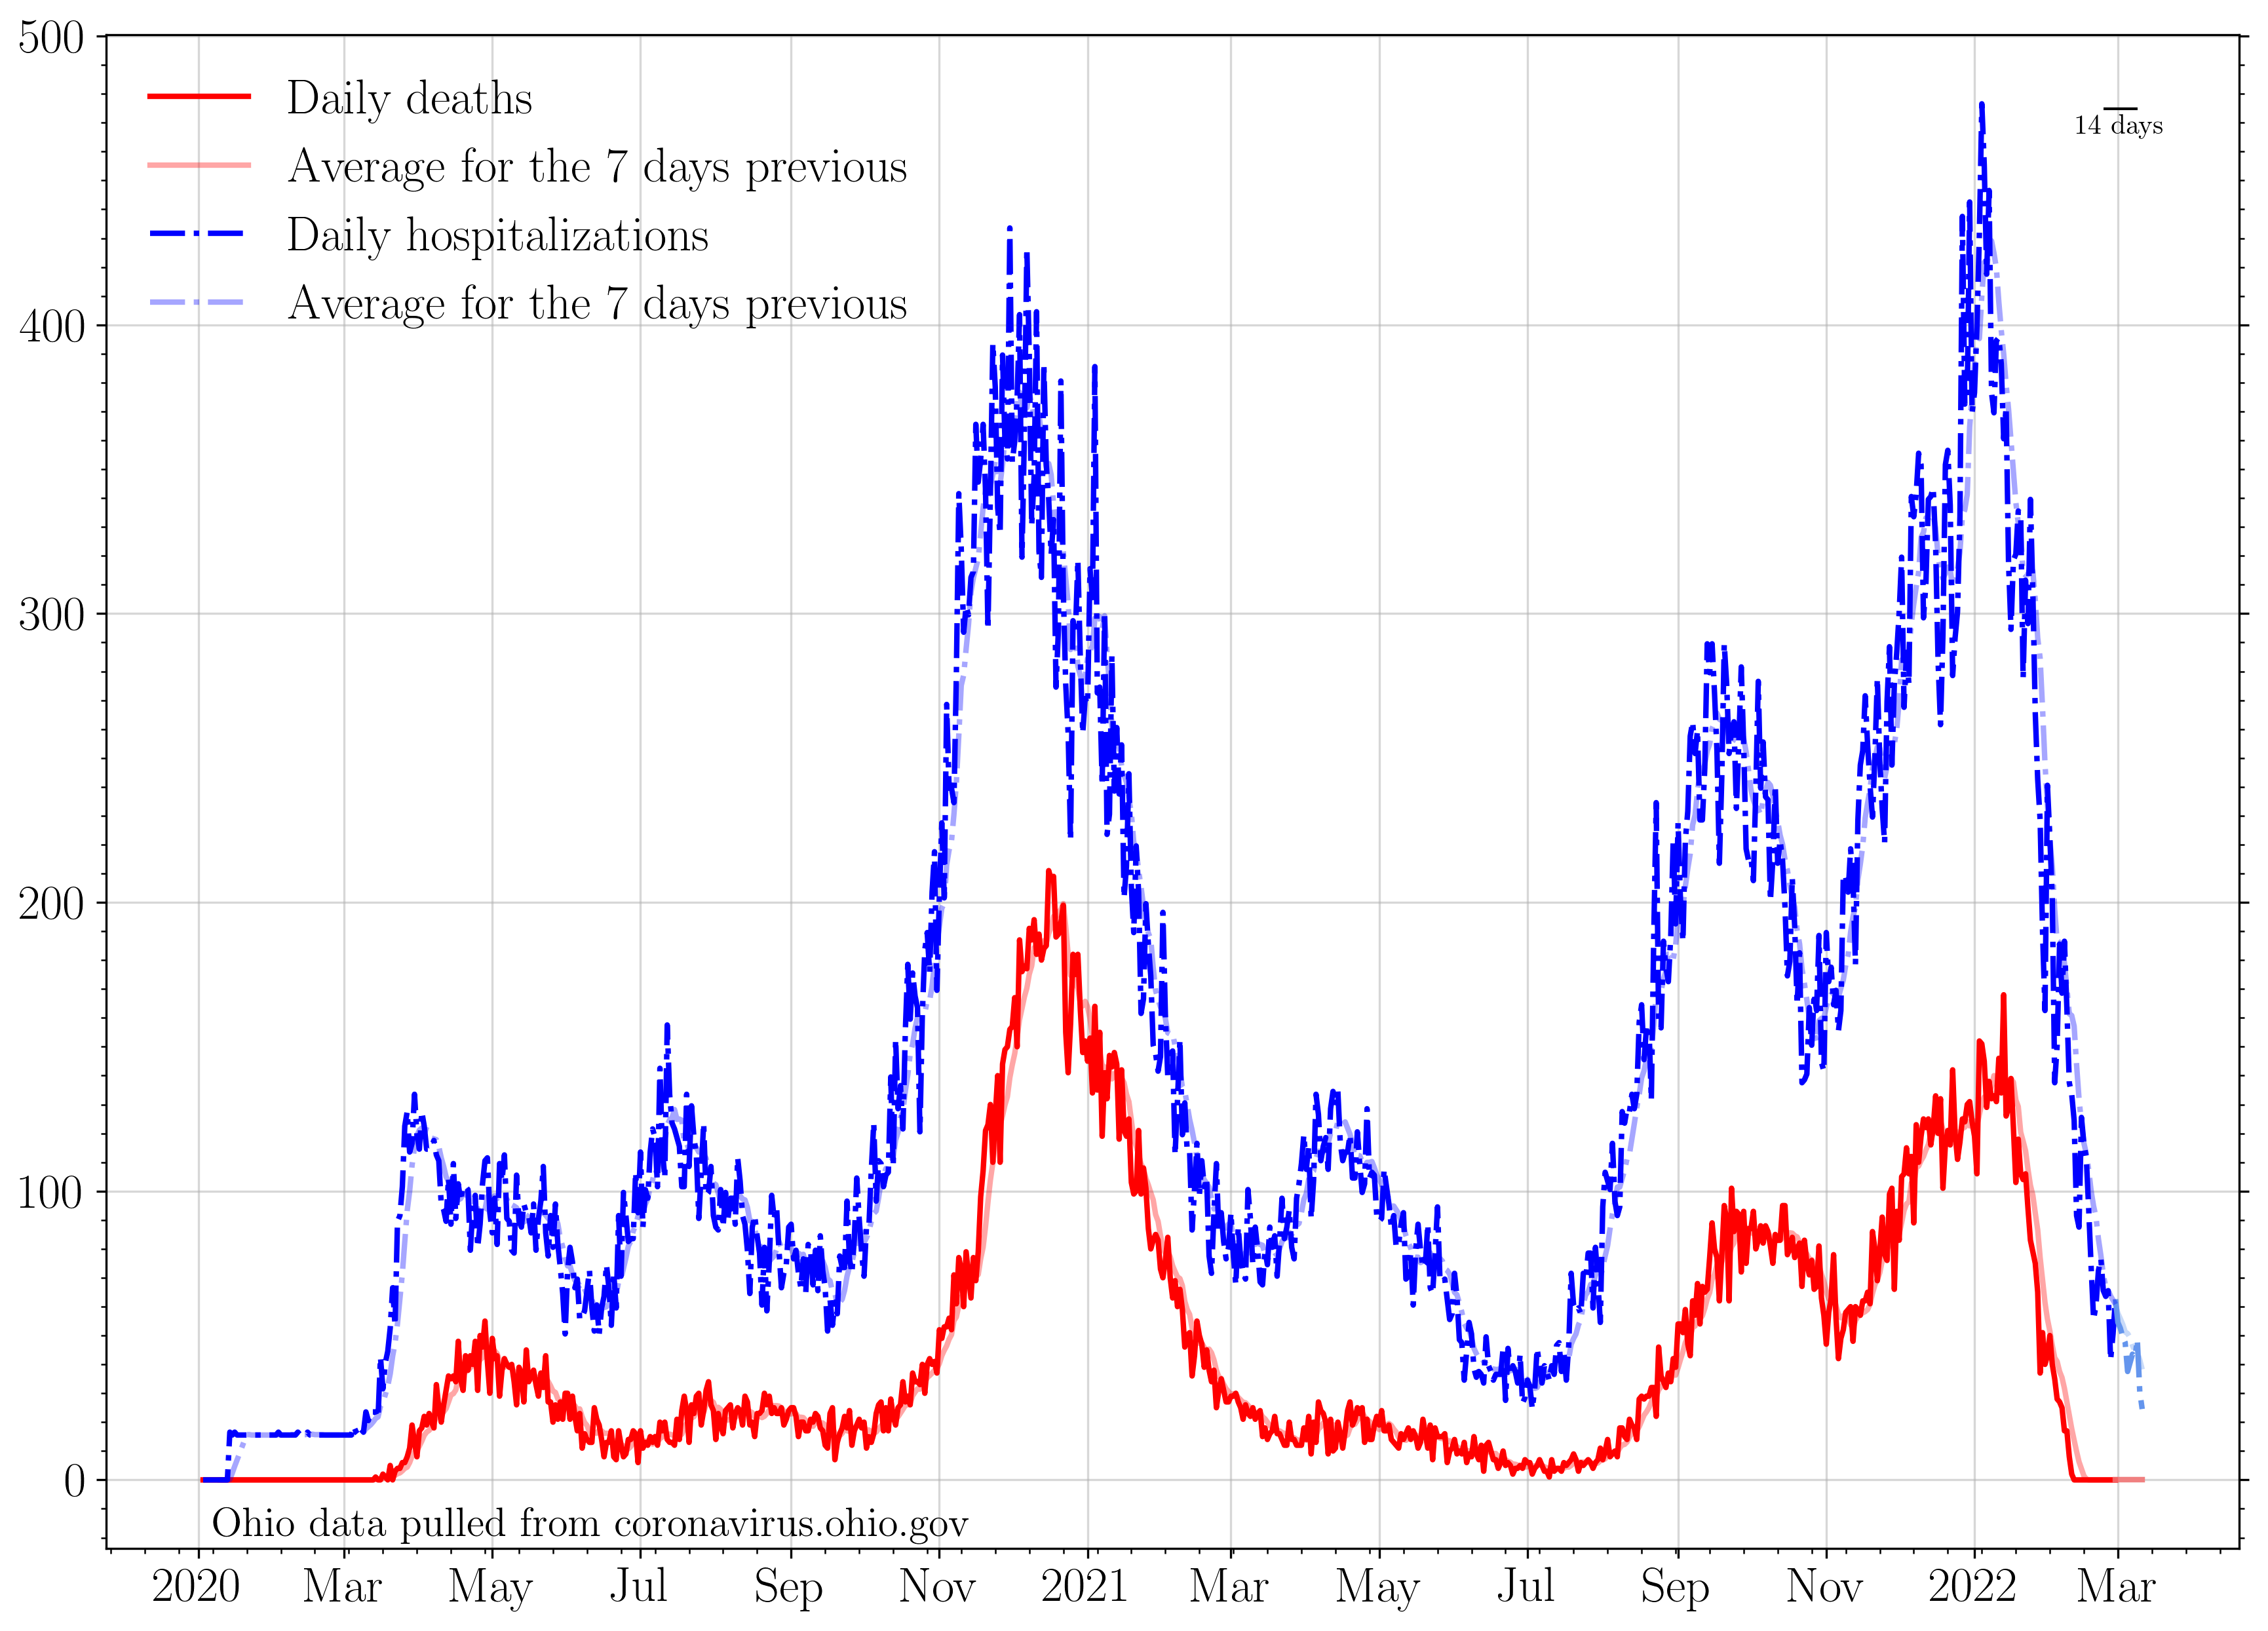 500
Daily deaths
14 days
Average for the 7 days previous
Daily hospitalizations
Average for the 7 days previous
400
300
200
100
0
Ohio data pulled from coronavirus.ohio.gov
2020 Mar May Jul Sep Nov 2021 Mar May Jul Sep Nov 2022 Mar